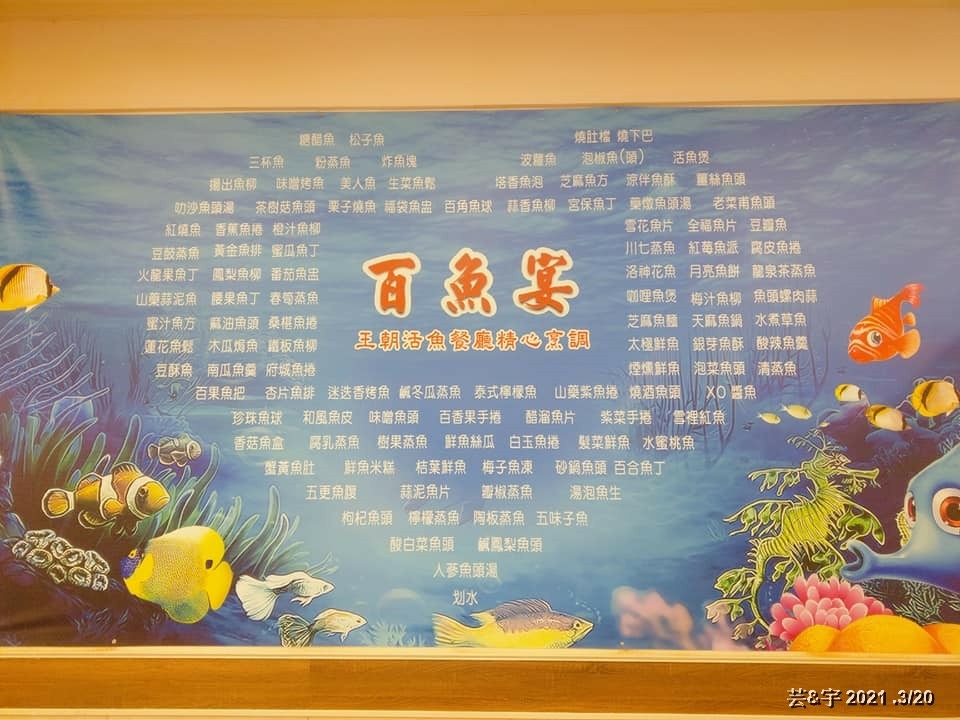 糖醋魚 松子魚 燒肚檔 燒下巴
三杯魚 粉蒸魚 炸魚塊 波蘿魚 泡椒魚(頭) 活魚煲
揚出魚柳 味噌烤魚 美人魚 生菜魚鬆 塔香魚泡 芝麻魚方 涼伴魚酥 薑絲魚頭
叻沙魚頭湯 茶樹菇魚頭 栗子燒魚 福袋魚盅 百角魚球 蒜香魚柳 宮保魚丁 藥燉魚頭湯 老菜甫魚頭
紅燒魚 香蕉魚捲 橙汁魚柳 雪花魚片 全福魚片 豆瓣魚
豆鼓蒸魚 黃金魚排 蜜瓜魚丁 川七蒸魚 紅莓魚派 腐皮魚捲
火龍果魚丁 鳳梨魚柳 番茄魚盅 洛神花魚 月亮魚餅 龍泉茶蒸魚
山藥蒜泥魚 腰果魚丁 春筍蒸魚 咖哩魚煲 梅汁魚柳 魚頭螺肉蒜
蜜汁魚方 麻油魚頭 桑椹魚捲 芝麻魚麵 天麻魚鍋 水煮草魚
蓮花魚鬆 木瓜焗魚 鐵板魚柳 太極鮮魚 銀芽魚酥 酸辣魚羹
豆酥魚 南瓜魚羹 府城魚捲 煙燻鮮魚 泡菜魚頭 清蒸魚
百魚宴
王朝活魚餐廳精心烹調
百果魚把 杏片魚排 迷迭香烤魚 鹹冬瓜蒸魚 泰式檸檬魚 山藥紫魚捲 燒酒魚頭 XO 醬魚
珍珠魚球 和風魚皮 味噌魚頭 百香果手捲 醋溜魚片 紫菜手捲 雪裡紅魚
香菇魚盒 腐乳蒸魚 樹果蒸魚 鮮魚絲瓜 白玉魚捲 髮菜鮮魚 水蜜桃魚
蟹黃魚肚 鮮魚米糕 桔葉鮮魚 梅子魚凍 砂鍋魚頭 百合魚丁
五更魚腹 蒜泥魚片 瓣椒蒸魚 湯泡魚生
枸杞魚頭 檸檬蒸魚 陶板蒸魚 五味子魚
酸白菜魚頭 鹹鳳梨魚頭
人蔘魚頭湯
划水
芸&宇 2021 .3/20